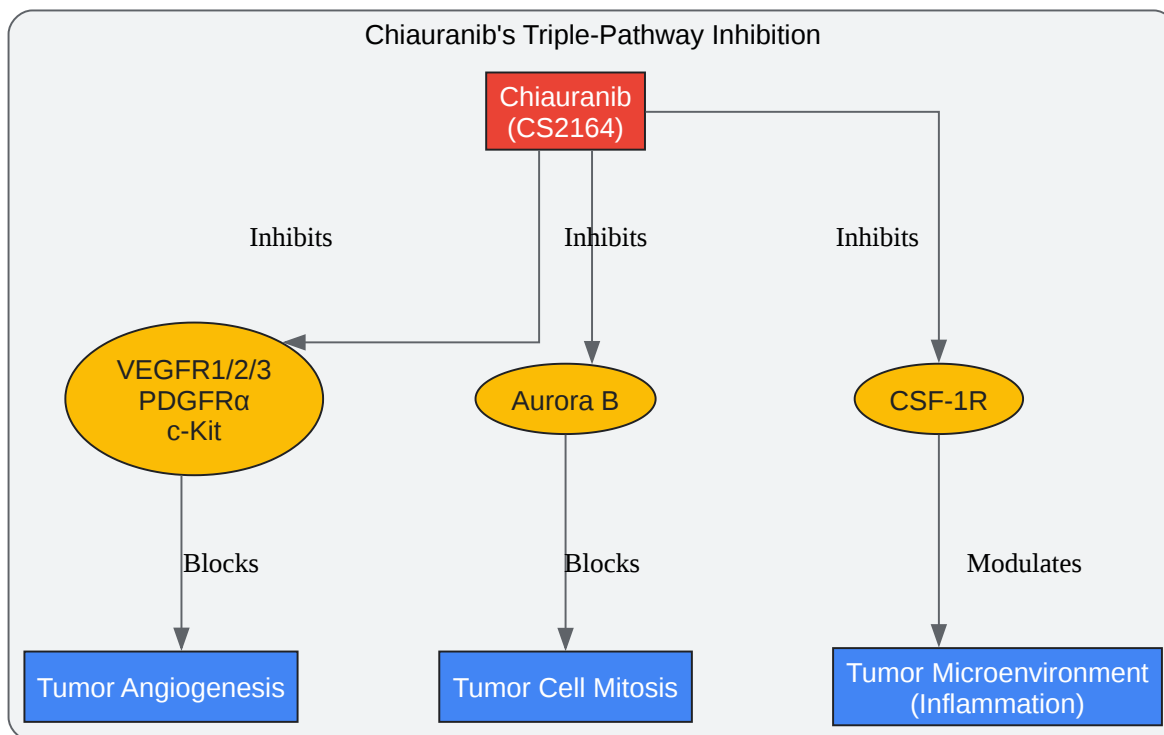 Chiauranib's Triple-Pathway Inhibition
Chiauranib
(CS2164)
Inhibits
Inhibits
Inhibits
VEGFR1/2/3
PDGFRα
c-Kit
Aurora B
CSF-1R
Blocks
Blocks
Modulates
Tumor Angiogenesis
Tumor Cell Mitosis
Tumor Microenvironment
(Inflammation)